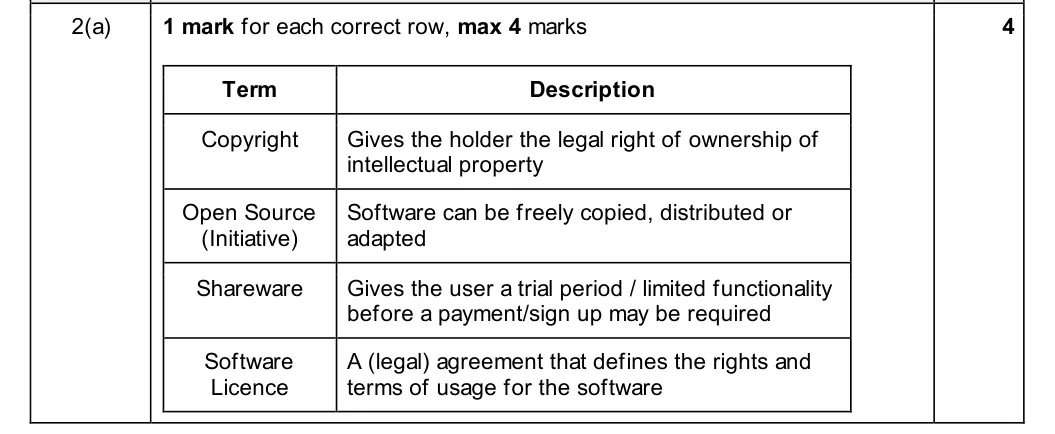 2(a) 1 mark for each correct row, max 4 marks 4
Term Description
Copyright Gives the holder the legal right of ownership of
intellectual property
Open Source Software can be freely copied, distributed or
(Initiative) adapted
Shareware Gives the user a trial period / limited functionality
before a payment/sign up may be required
Software A (legal) agreement that defines the rights and
Licence terms of usage for the software